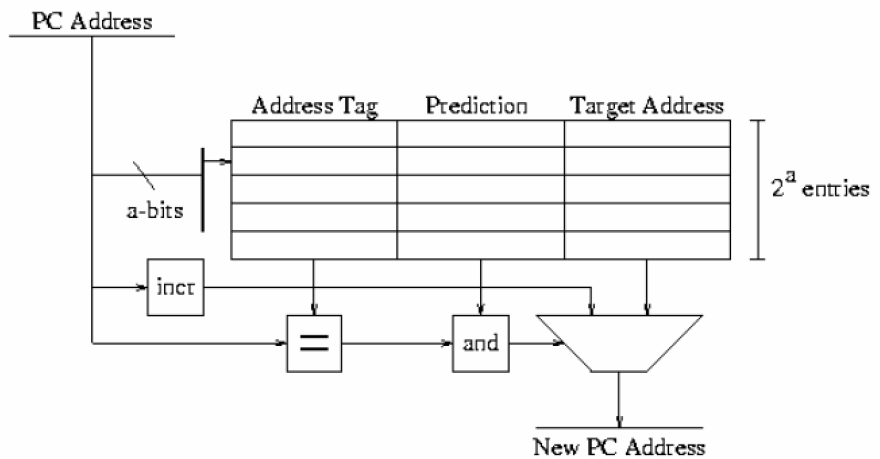 PC Address
Address Tag Prediction Target Address
a-bits
2^a entries
incr
=
and
New PC Address